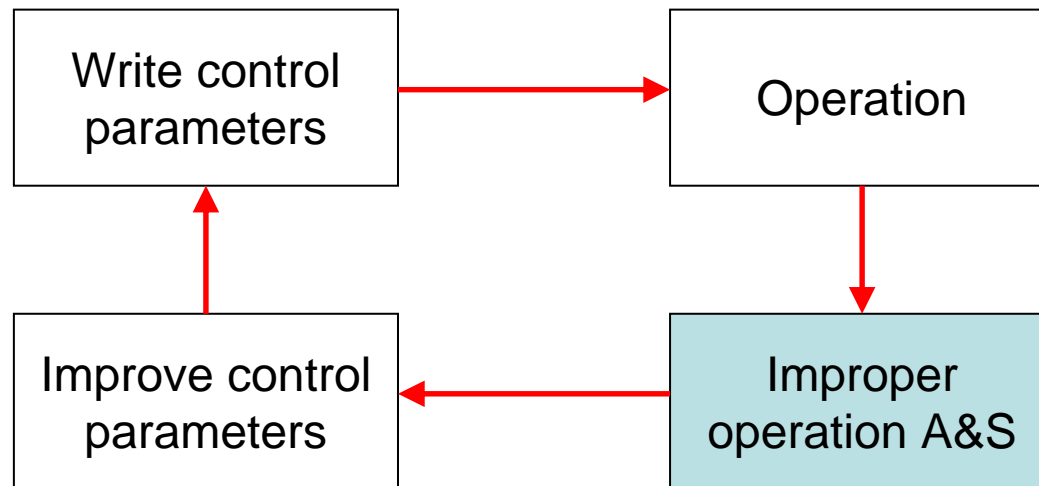 Write control
parameters
Operation
Improve control
parameters
Improper
operation A&S